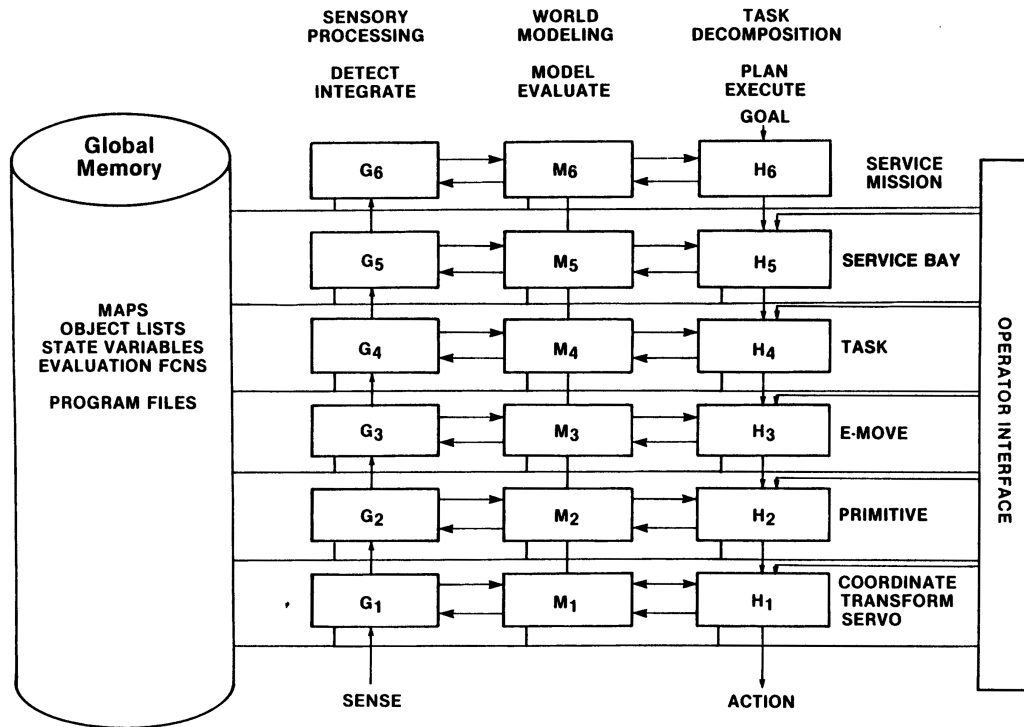 SENSORY
PROCESSING
WORLD
MODELING
TASK
DECOMPOSITION
DETECT
INTEGRATE
MODEL
EVALUATE
PLAN
EXECUTE
GOAL
Global
Memory
MAPS
OBJECT LISTS
STATE VARIABLES
EVALUATION FCNS
PROGRAM FILES
G6
M6
H6
SERVICE
MISSION
G5
M5
H5
SERVICE BAY
G4
M4
H4
TASK
G3
M3
H3
E-MOVE
G2
M2
H2
PRIMITIVE
G1
M1
H1
COORDINATE
TRANSFORM
SERVO
SENSE
ACTION
OPERATOR INTERFACE